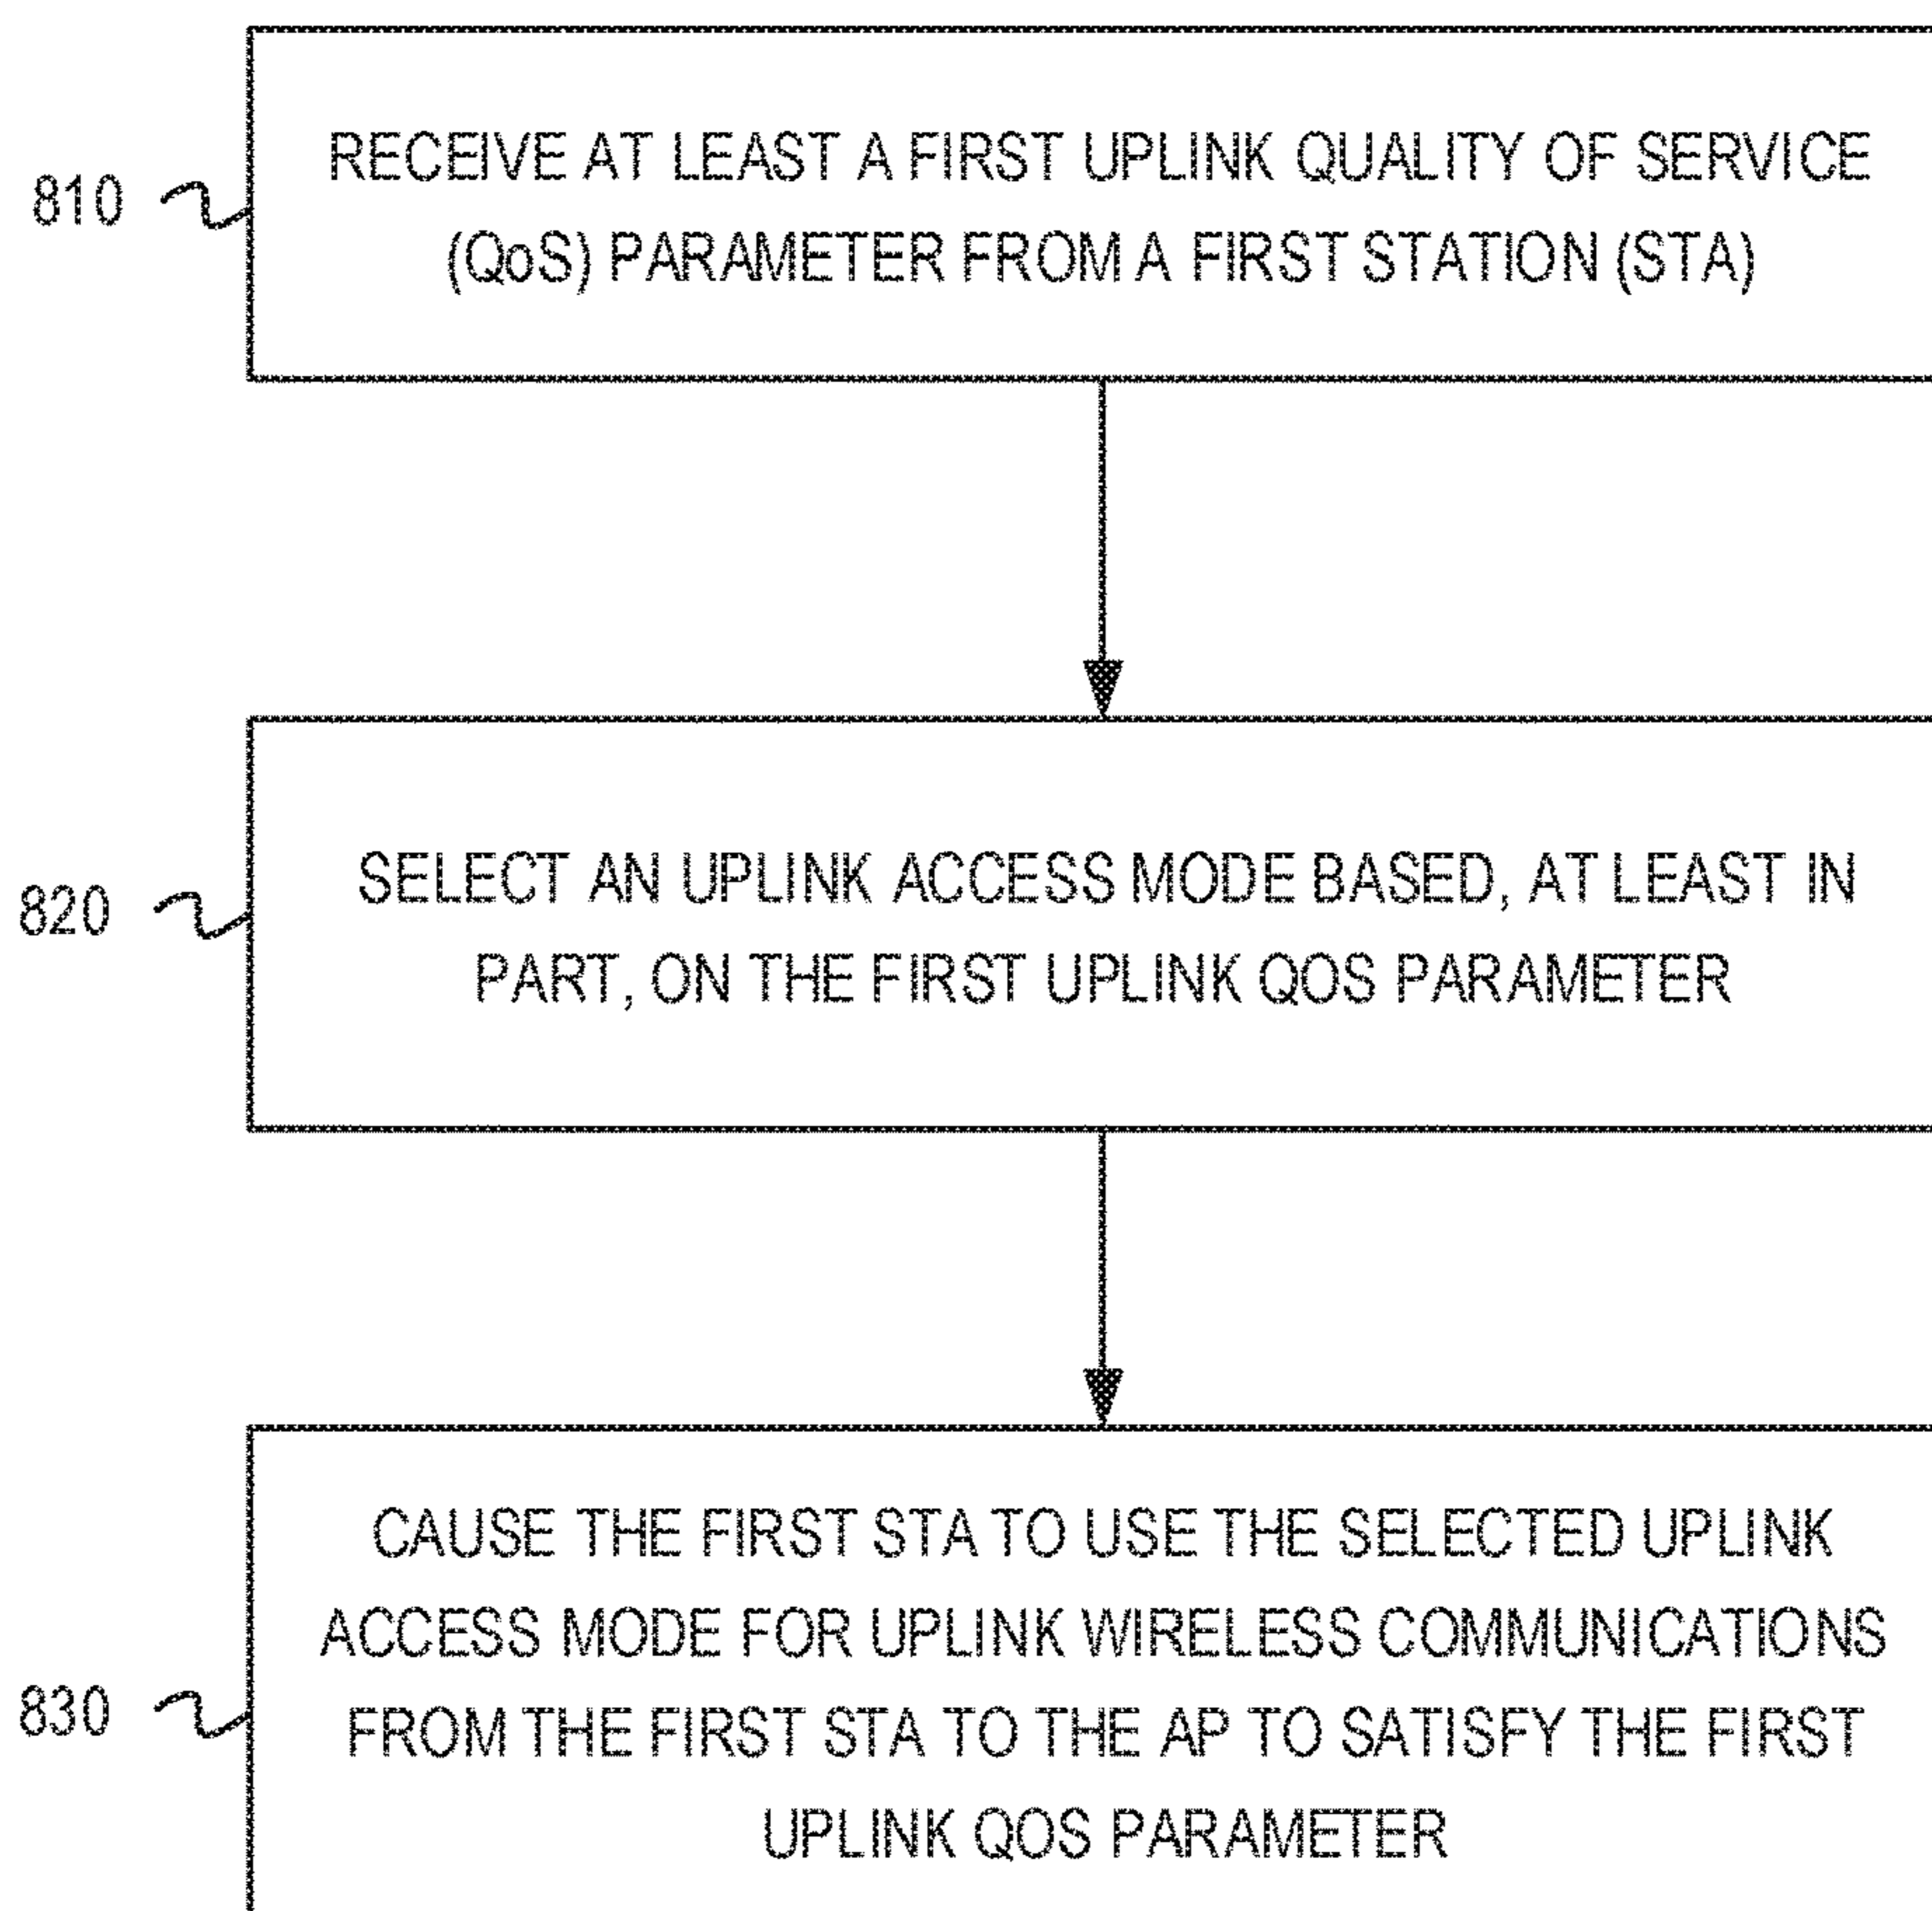 810
RECEIVE AT LEAST A FIRST UPLINK QUALITY OF SERVICE
(QoS) PARAMETER FROM A FIRST STATION (STA)
820
SELECT AN UPLINK ACCESS MODE BASED, AT LEAST IN
PART, ON THE FIRST UPLINK QOS PARAMETER
830
CAUSE THE FIRST STA TO USE THE SELECTED UPLINK
ACCESS MODE FOR UPLINK WIRELESS COMMUNICATIONS
FROM THE FIRST STA TO THE AP TO SATISFY THE FIRST
UPLINK QOS PARAMETER